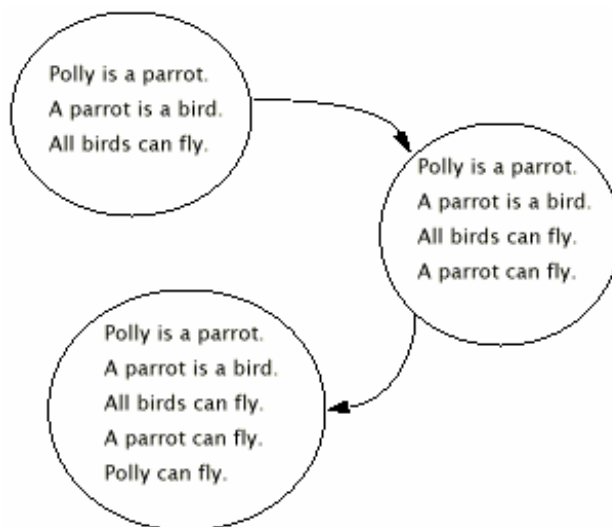 Polly is a parrot.
A parrot is a bird.
All birds can fly.
Polly is a parrot.
A parrot is a bird.
All birds can fly.
A parrot can fly.
Polly is a parrot.
A parrot is a bird.
All birds can fly.
A parrot can fly.
Polly can fly.